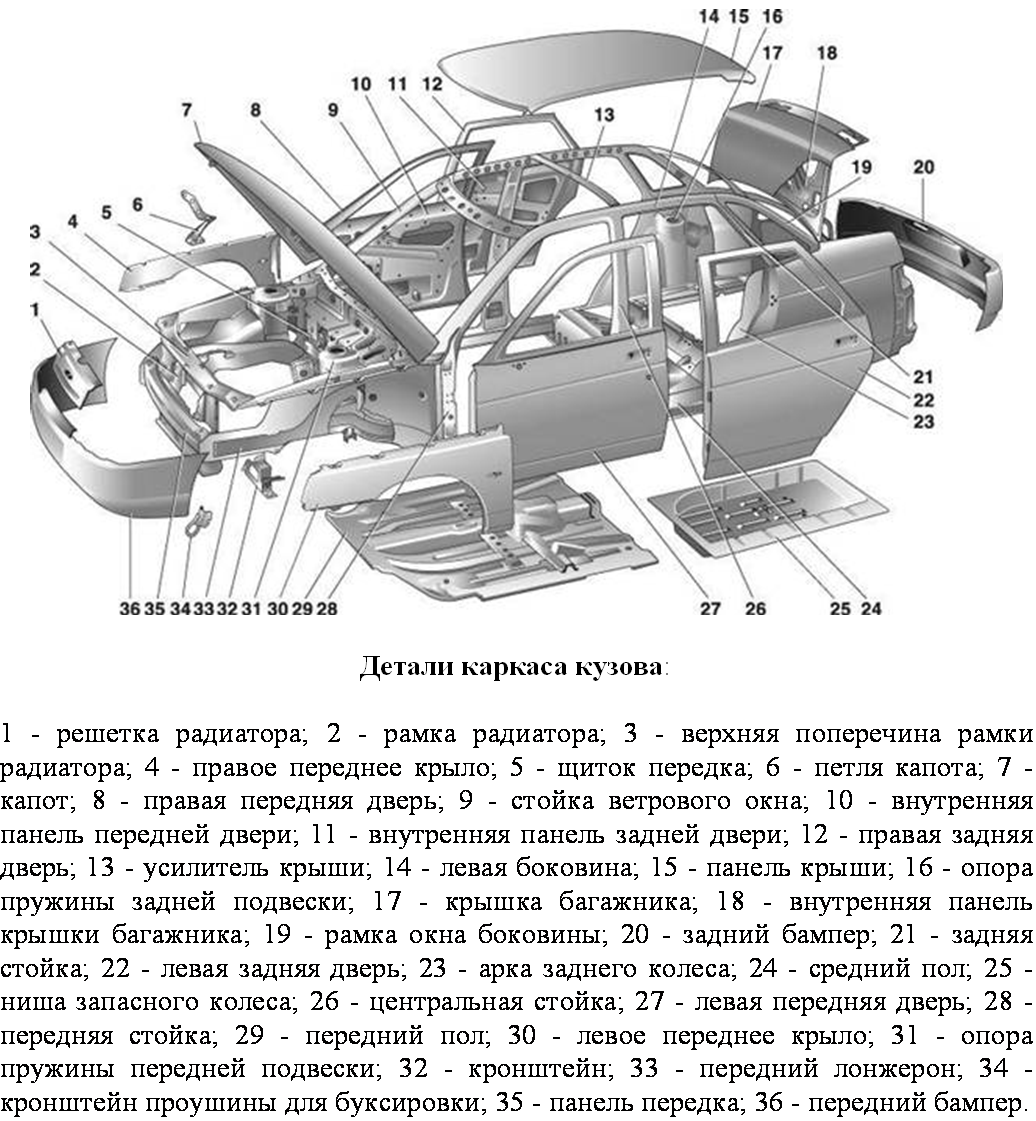 14 15 16
17
18
12
11
10
9
8
7
13
19
20
6
5
4
3
2
1
21
22
23
36 35 34 33 32 31 30 29 28 27 26 25 24
Детали каркаса кузова:
1 - решетка радиатора; 2 - рамка радиатора; 3 - верхняя поперечина рамки
радиатора; 4 - правое переднее крыло; 5 - щиток передка; 6 - петля капота; 7 -
капот; 8 - правая передняя дверь; 9 - стойка ветрового окна; 10 - внутренняя
панель передней двери; 11 - внутренняя панель задней двери; 12 - правая задняя
дверь; 13 - усилитель крыши; 14 - левая боковина; 15 - панель крыши; 16 - опора
пружины задней подвески; 17 - крышка багажника; 18 - внутренняя панель
крышки багажника; 19 - рамка окна боковины; 20 - задний бампер; 21 - задняя
стойка; 22 - левая задняя дверь; 23 - арка заднего колеса; 24 - средний пол; 25 -
ниша запасного колеса; 26 - центральная стойка; 27 - левая передняя дверь; 28 -
передняя стойка; 29 - передний пол; 30 - левое переднее крыло; 31 - опора
пружины передней подвески; 32 - кронштейн; 33 - передний лонжерон; 34 -
кронштейн проушины для буксировки; 35 - панель передка; 36 - передний бампер.